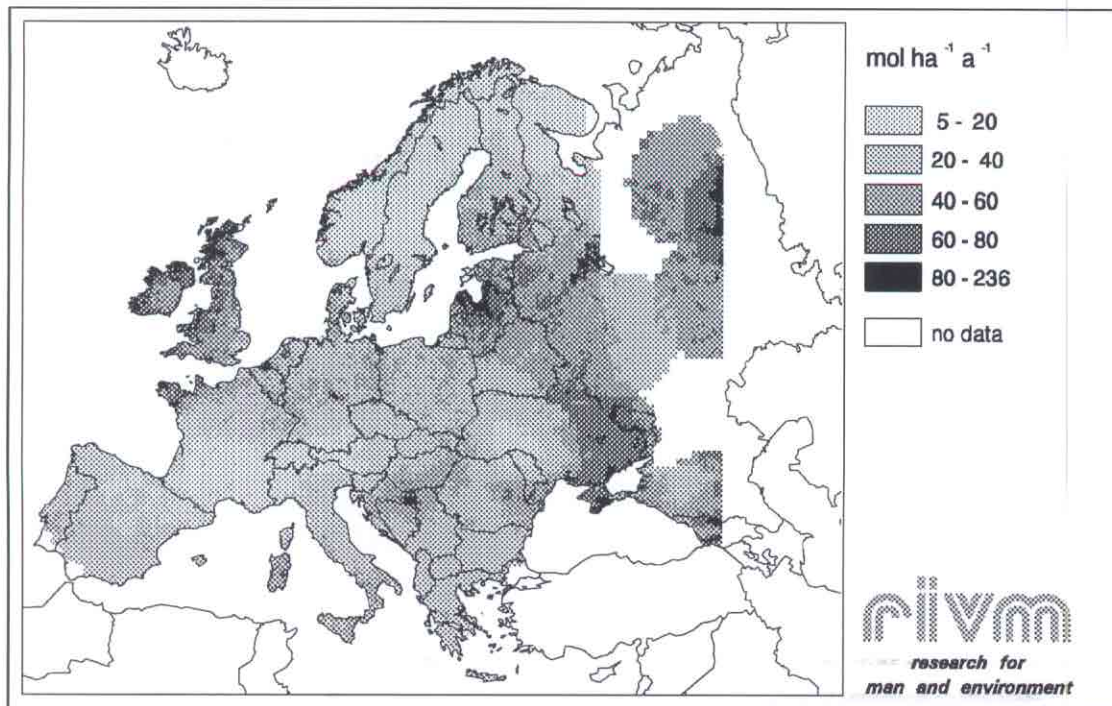 mol ha -1 a -1
5 - 20
20 - 40
40 - 60
60 - 80
80 - 236
no data
rivm
research for
man and environment